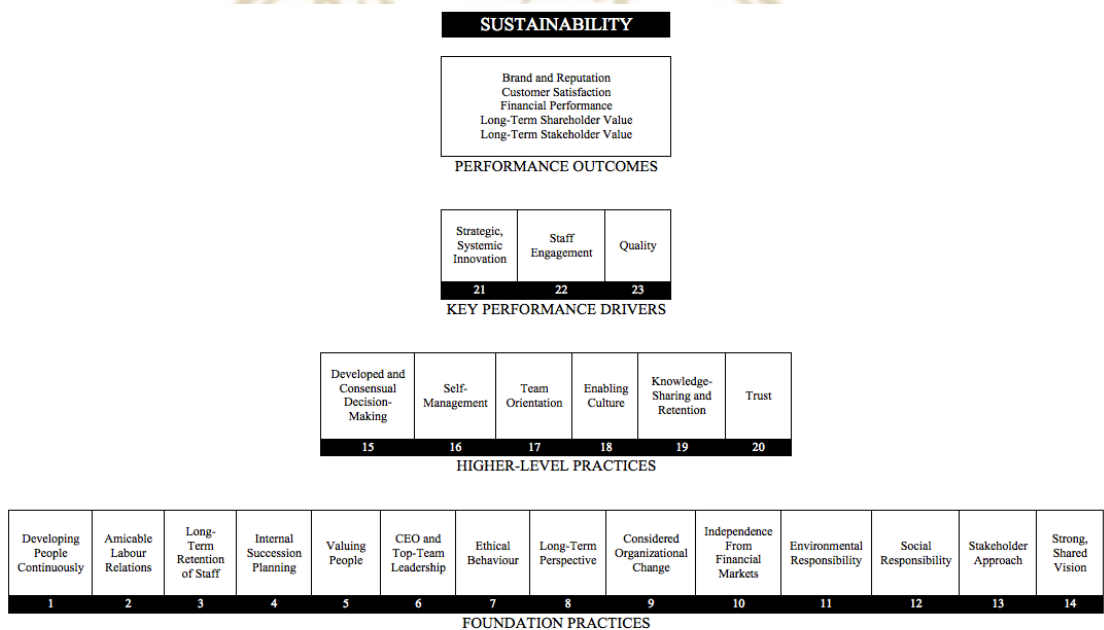 SUSTAINABILITY
Brand and Reputation
Customer Satisfaction
Financial Performance
Long-Term Shareholder Value
Long-Term Stakeholder Value
PERFORMANCE OUTCOMES
Strategic,
Systemic
Innovation
21
Staff
Engagement
22
Quality
23
KEY PERFORMANCE DRIVERS
Developed and
Consensual
Decision-
Making
15
Self-
Management
16
Team
Orientation
17
Enabling
Culture
18
Knowledge-
Sharing and
Retention
19
Trust
20
HIGHER-LEVEL PRACTICES
Developing
People
Continuously
1
Amicable
Labour
Relations
2
Long-
Term
Retention
of Staff
3
Internal
Succession
Planning
4
Valuing
People
5
CEO and
Top-Team
Leadership
6
Ethical
Behaviour
7
Long-Term
Perspective
8
Considered
Organizational
Change
9
Independence
From
Financial
Markets
10
Environmental
Responsibility
11
Social
Responsibility
12
Stakeholder
Approach
13
Strong,
Shared
Vision
14
FOUNDATION PRACTICES